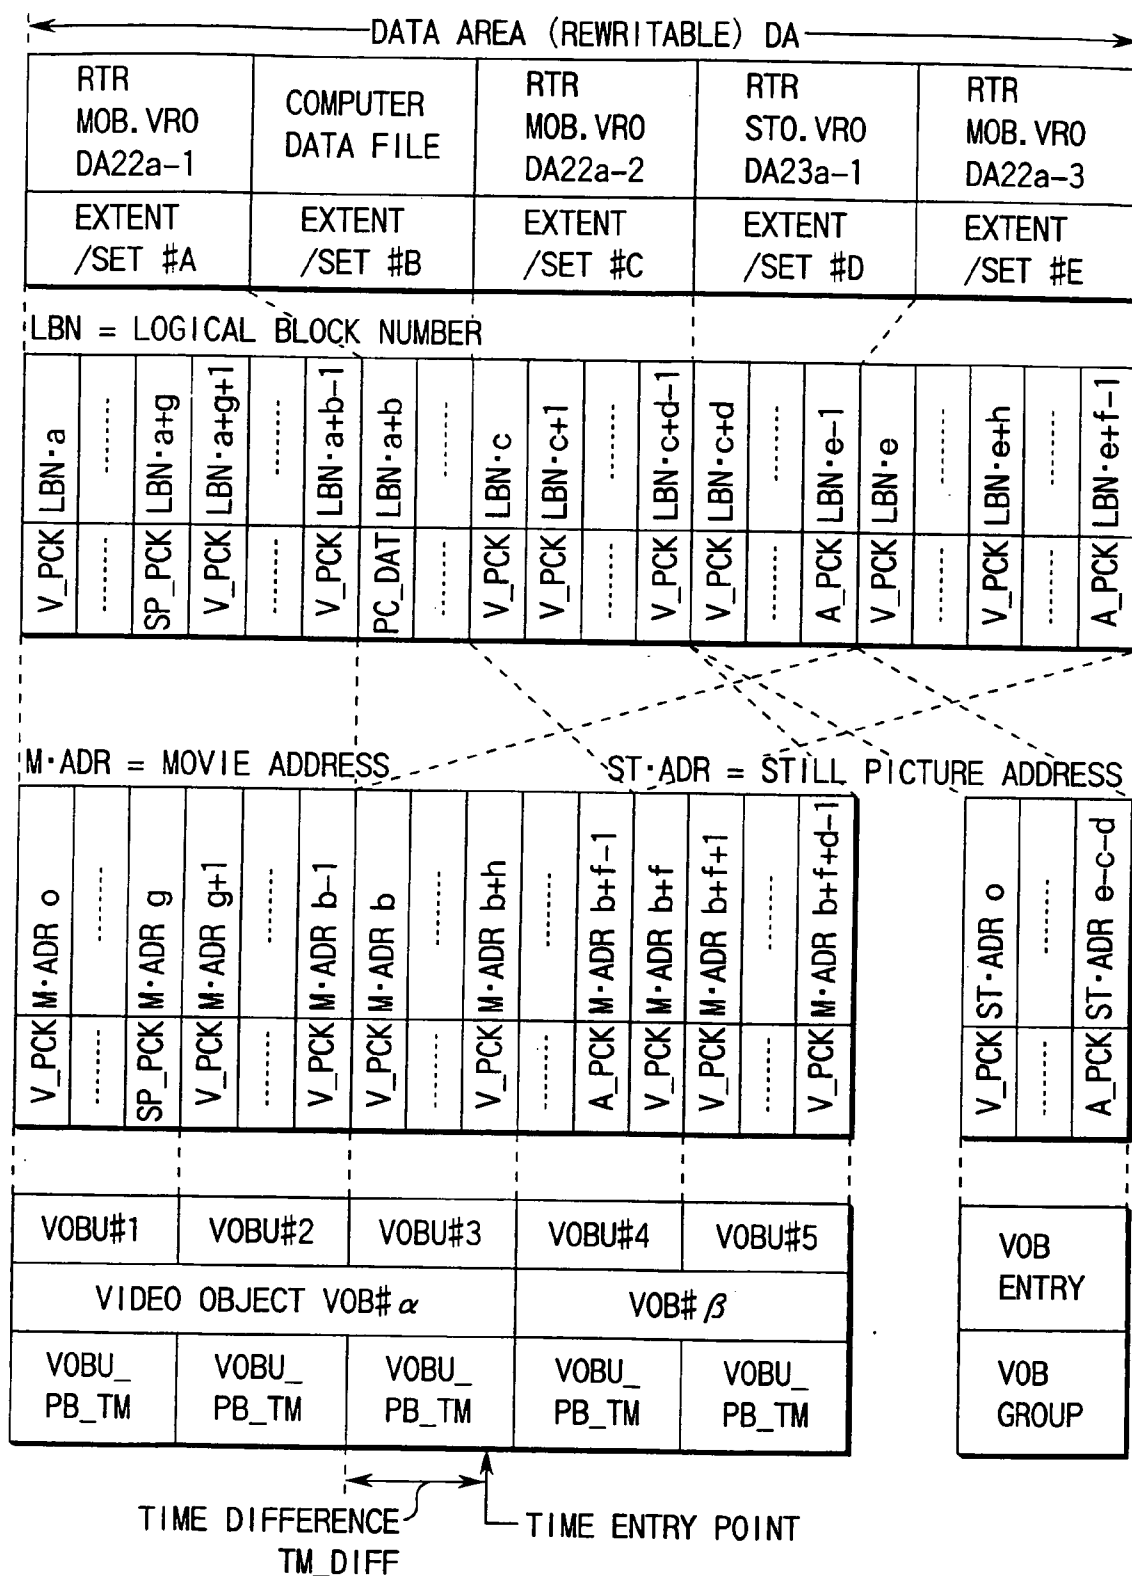 DATA AREA (REWRITABLE) DA
RTR
MOB.VRO
DA22a-1
COMPUTER
DATA FILE
RTR
MOB.VRO
DA22a-2
RTR
STO.VRO
DA23a-1
RTR
MOB.VRO
DA22a-3
EXTENT
/SET #A
EXTENT
/SET #B
EXTENT
/SET #C
EXTENT
/SET #D
EXTENT
/SET #E
LBN = LOGICAL BLOCK NUMBER
V_PCK LBN·a
SP_PCK LBN·a+g
V_PCK LBN·a+g+1
V_PCK LBN·a+b-1
PC_DAT LBN·a+b
V_PCK LBN·c
V_PCK LBN·c+1
V_PCK LBN·c+d-1
V_PCK LBN·c+d
A_PCK LBN·e-1
V_PCK LBN·e
V_PCK LBN·e+h
A_PCK LBN·e+f-1
M·ADR = MOVIE ADDRESS
ST·ADR = STILL PICTURE ADDRESS
V_PCK M·ADR o
SP_PCK M·ADR g
V_PCK M·ADR g+1
V_PCK M·ADR b-1
V_PCK M·ADR b
V_PCK M·ADR b+h
A_PCK M·ADR b+f-1
V_PCK M·ADR b+f
V_PCK M·ADR b+f+1
V_PCK M·ADR b+f+d-1
V_PCK ST·ADR o
A_PCK ST·ADR e-c-d
VOBU#1
VOBU#2
VOBU#3
VOBU#4
VOBU#5
VOB
ENTRY
VIDEO OBJECT VOB#α
VOB#β
VOBU_
PB_TM
VOBU_
PB_TM
VOBU_
PB_TM
VOBU_
PB_TM
VOBU_
PB_TM
VOB
GROUP
TIME DIFFERENCE
TM_DIFF
TIME ENTRY POINT